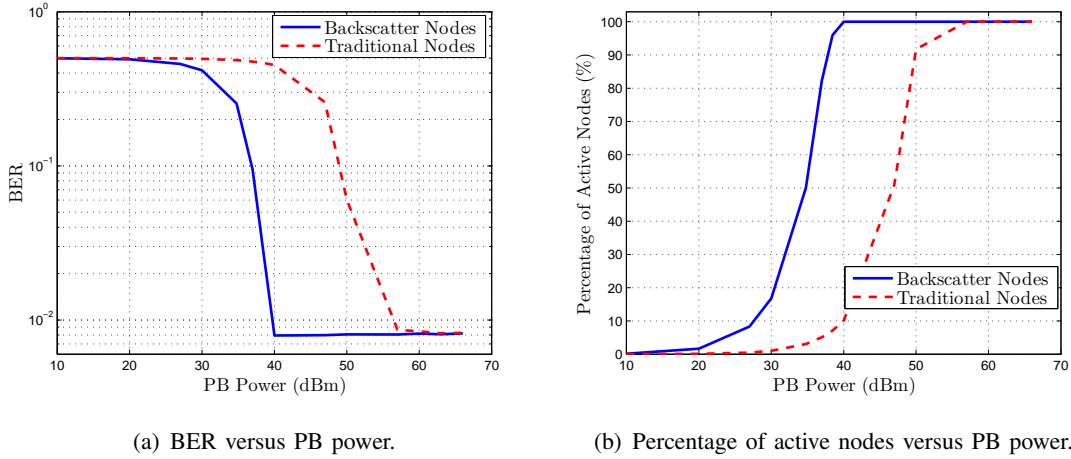 10^0
10^{-1}
10^{-2}
BER
10 20 30 40 50 60 70
PB Power (dBm)
Backscatter Nodes
Traditional Nodes
(a) BER versus PB power.
100
90
80
70
60
50
40
30
20
10
0
Percentage of Active Nodes (%)
10 20 30 40 50 60 70
PB Power (dBm)
Backscatter Nodes
Traditional Nodes
(b) Percentage of active nodes versus PB power.